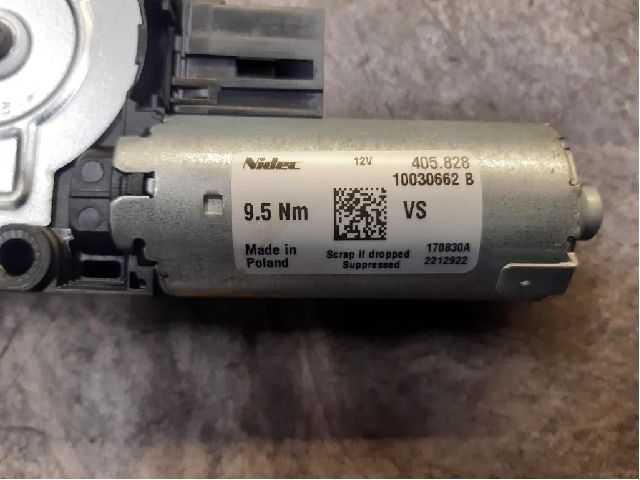 Nidec 12V 405.828
10030662 B
9.5 Nm VS
Made in Poland
Scrap if dropped
Suppressed
170830A
2212922